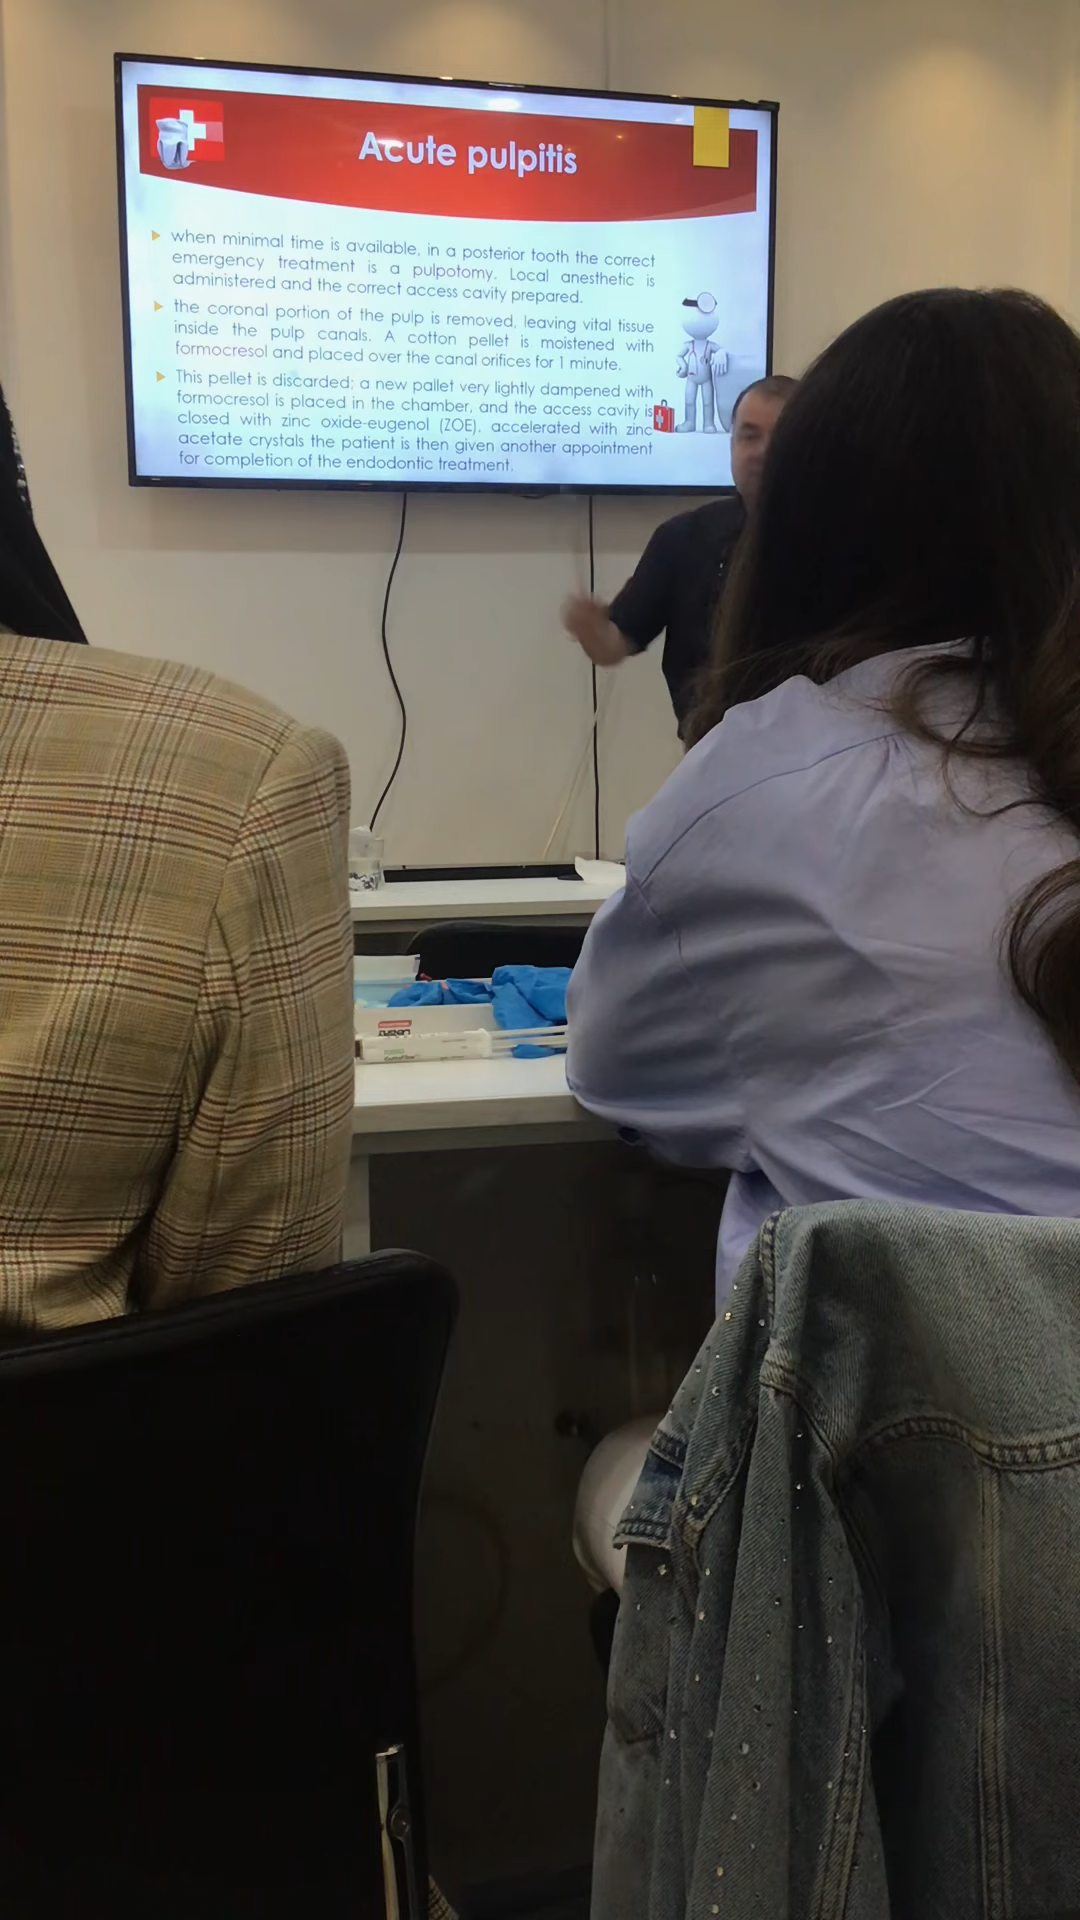 Acute pulpitis
when minimal time is available, in a posterior tooth the correct
emergency treatment is a pulpotomy. Local anesthetic is
administered and the correct access cavity prepared.
the coronal portion of the pulp is removed, leaving vital tissue
inside the pulp canals. A cotton pellet is moistened with
formocresol and placed over the canal orifices for 1 minute.
This pellet is discarded; a new pallet very lightly dampened with
formocresol is placed in the chamber, and the access cavity is
closed with zinc oxide-eugenol (ZOE), accelerated with zinc
acetate crystals the patient is then given another appointment
for completion of the endodontic treatment.